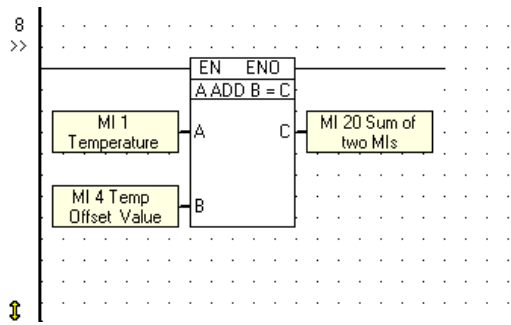 8
>>
EN ENO
A ADD B = C
MI 1
Temperature
A
C
MI 20 Sum of
two MIs
MI 4 Temp
Offset Value
B